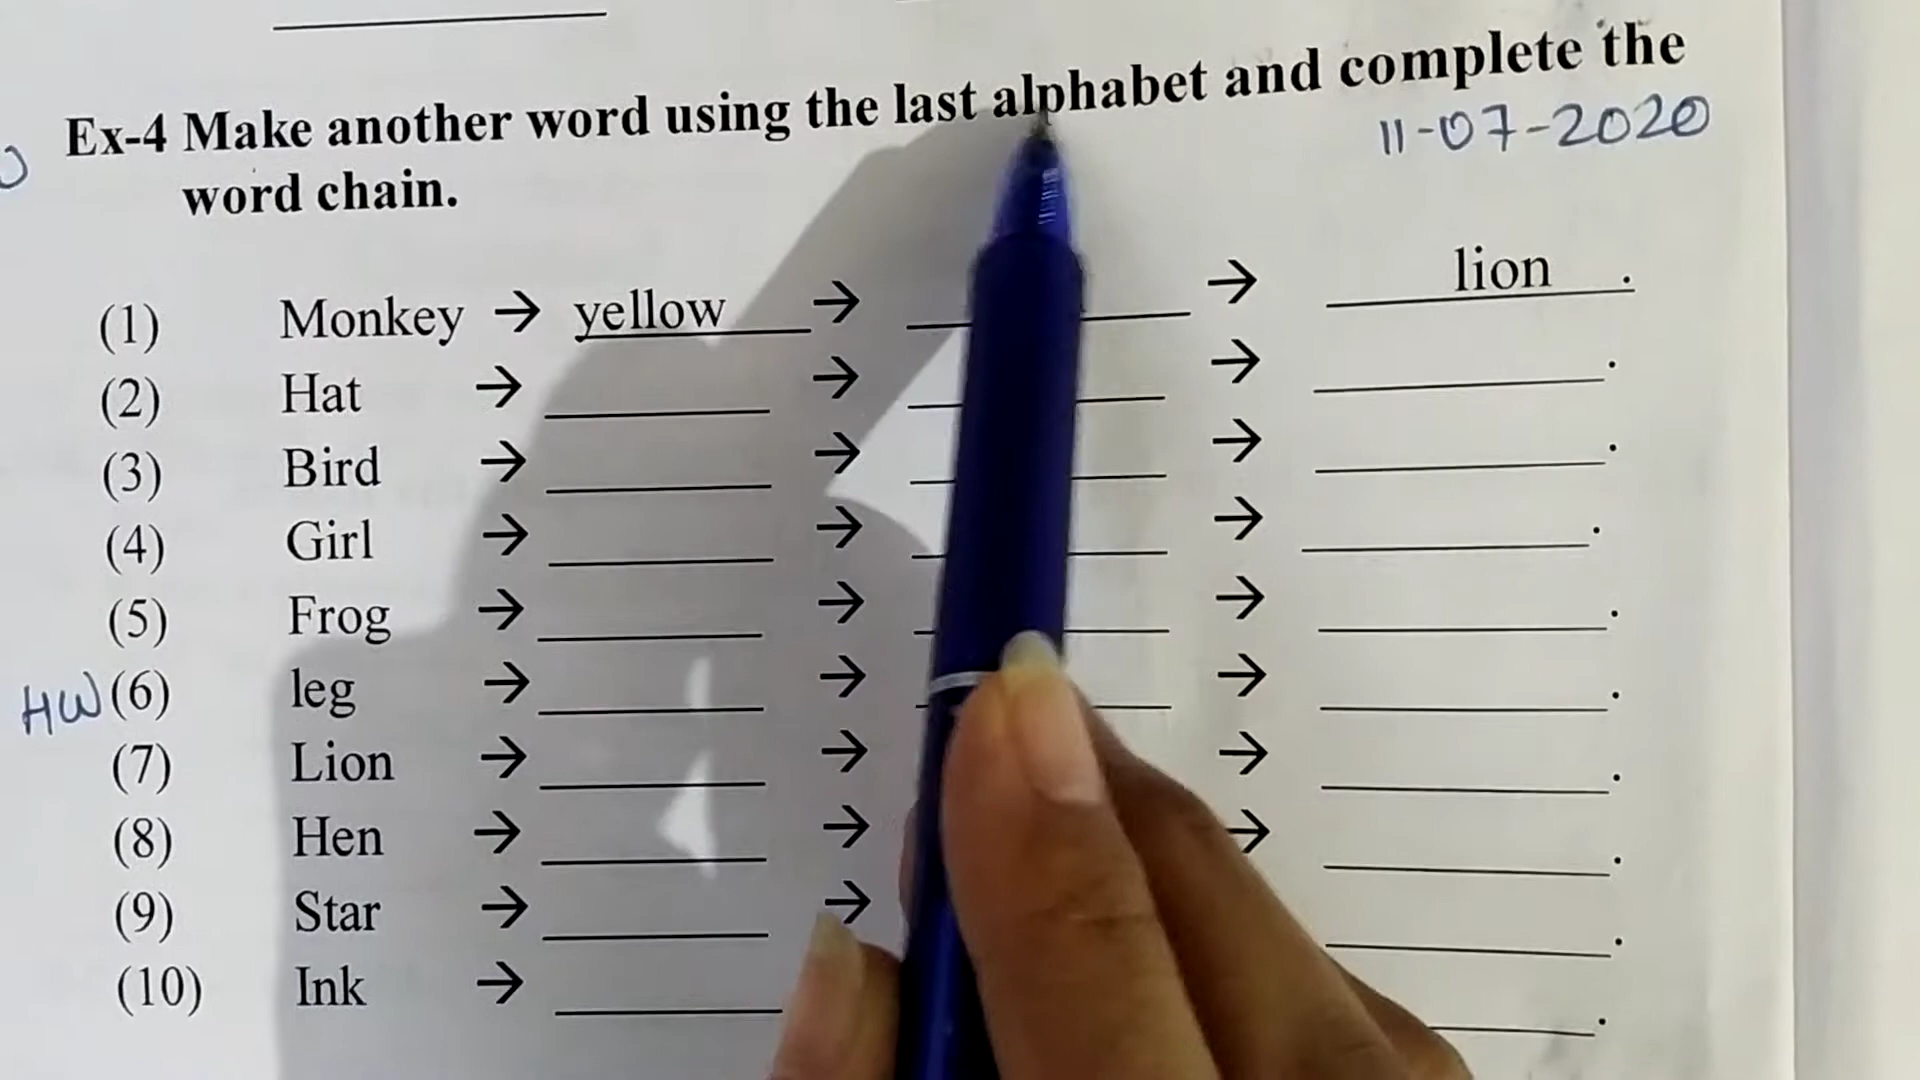 Ex-4 Make another word using the last alphabet and complete the
11-07-2020
word chain.
(1) Monkey → yellow → → lion .
(2) Hat → → → .
(3) Bird → → → .
(4) Girl → → → .
(5) Frog → → → .
HW (6) leg → → → .
(7) Lion → → → .
(8) Hen → → → .
(9) Star → → .
(10) Ink → .